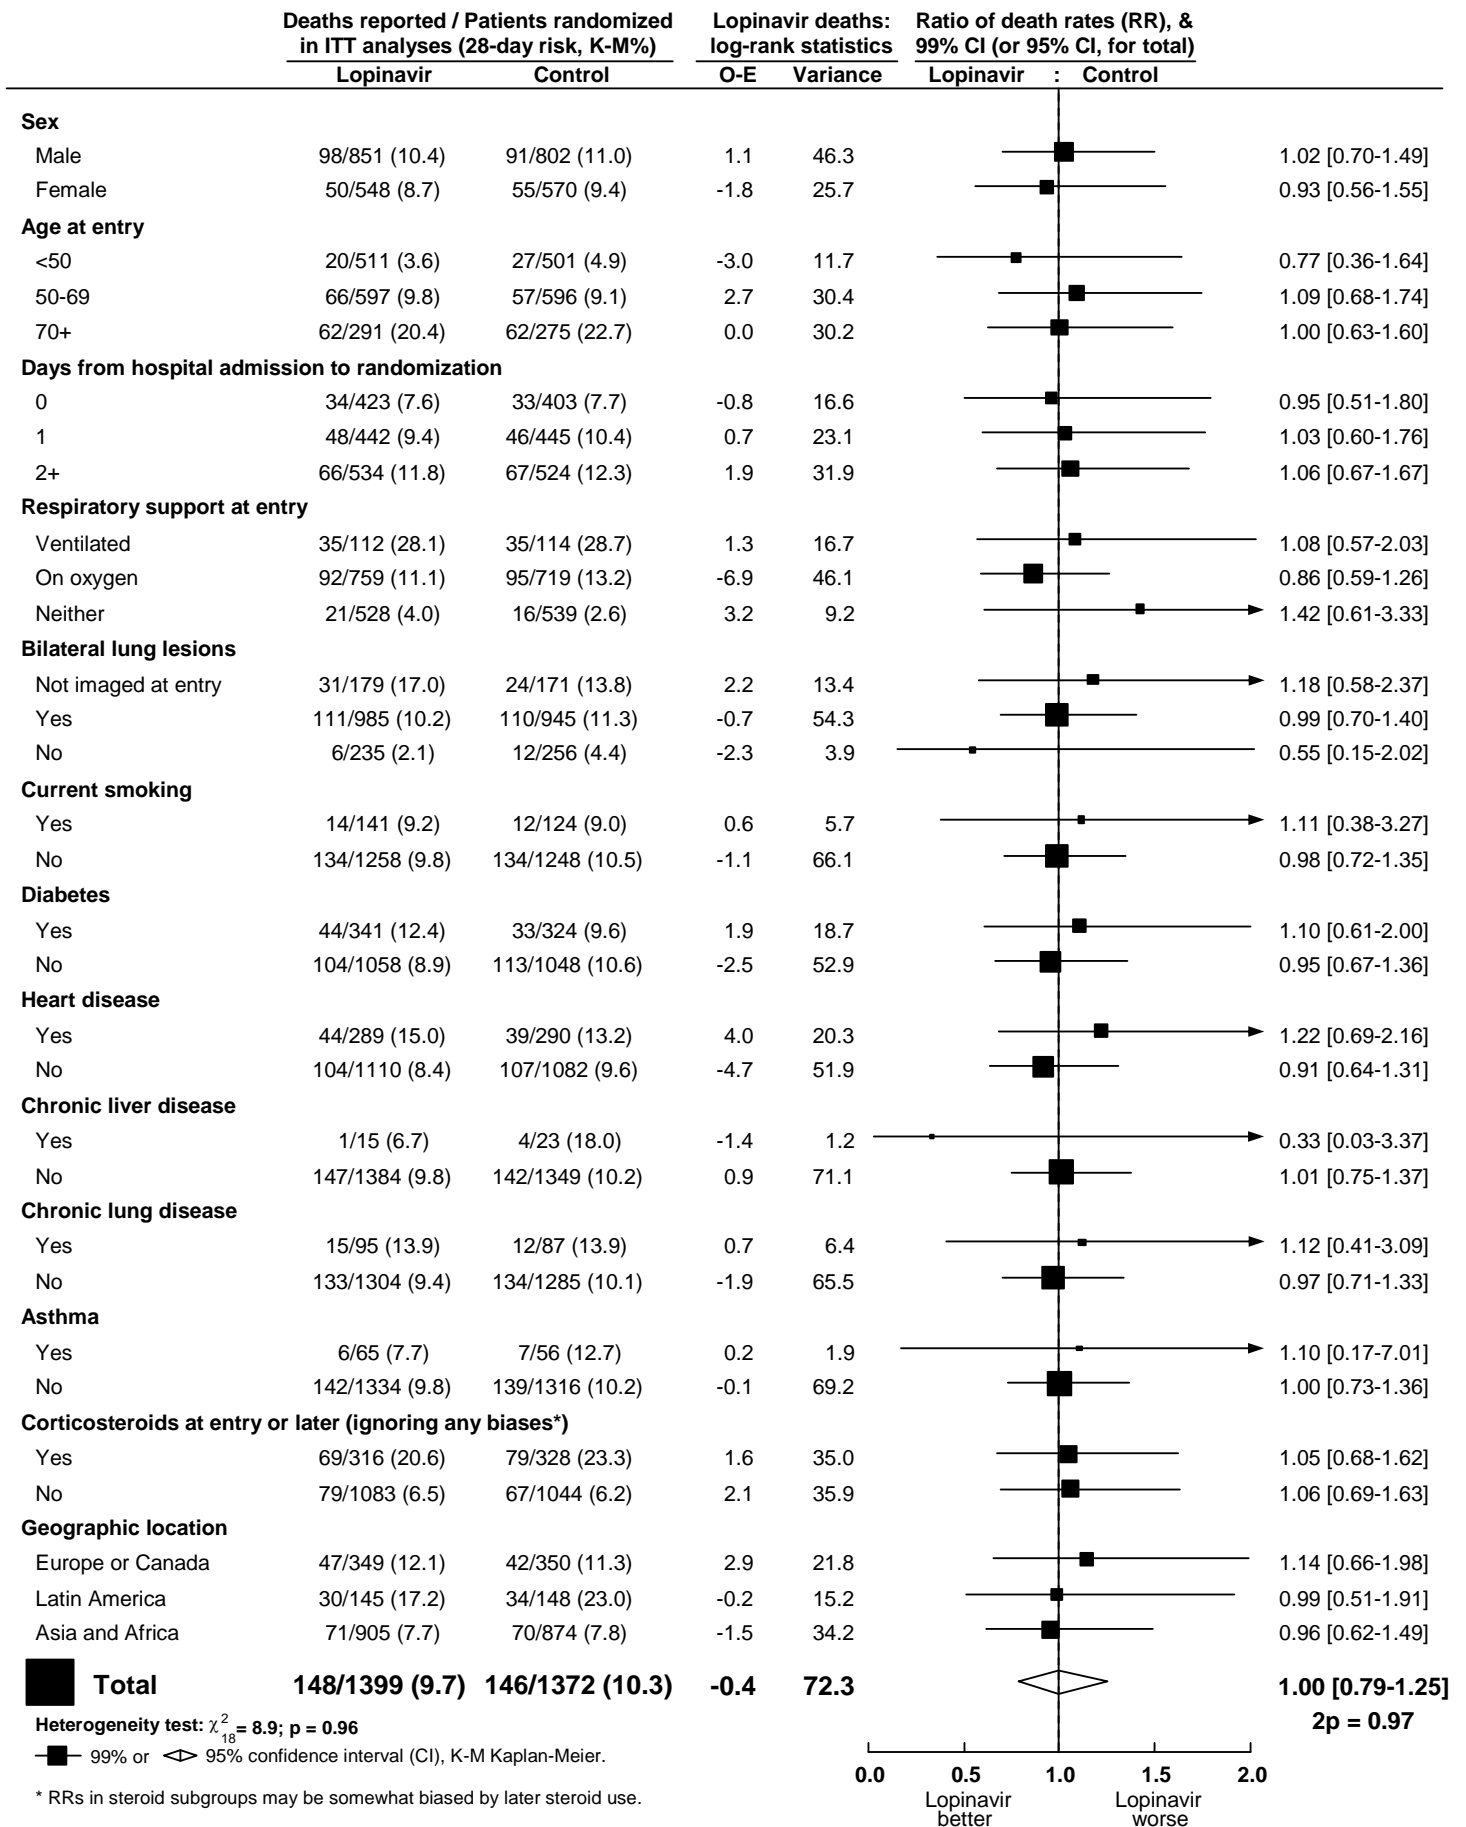 Deaths reported / Patients randomized Lopinavir deaths: Ratio of death rates (RR), &
in ITT analyses (28-day risk, K-M%) log-rank statistics 99% CI (or 95% CI, for total)
Lopinavir Control O-E Variance Lopinavir : Control
Sex
Male 98/851 (10.4) 91/802 (11.0) 1.1 46.3 1.02 [0.70-1.49]
Female 50/548 (8.7) 55/570 (9.4) -1.8 25.7 0.93 [0.56-1.55]
Age at entry
<50 20/511 (3.6) 27/501 (4.9) -3.0 11.7 0.77 [0.36-1.64]
50-69 66/597 (9.8) 57/596 (9.1) 2.7 30.4 1.09 [0.68-1.74]
70+ 62/291 (20.4) 62/275 (22.7) 0.0 30.2 1.00 [0.63-1.60]
Days from hospital admission to randomization
0 34/423 (7.6) 33/403 (7.7) -0.8 16.6 0.95 [0.51-1.80]
1 48/442 (9.4) 46/445 (10.4) 0.7 23.1 1.03 [0.60-1.76]
2+ 66/534 (11.8) 67/524 (12.3) 1.9 31.9 1.06 [0.67-1.67]
Respiratory support at entry
Ventilated 35/112 (28.1) 35/114 (28.7) 1.3 16.7 1.08 [0.57-2.03]
On oxygen 92/759 (11.1) 95/719 (13.2) -6.9 46.1 0.86 [0.59-1.26]
Neither 21/528 (4.0) 16/539 (2.6) 3.2 9.2 1.42 [0.61-3.33]
Bilateral lung lesions
Not imaged at entry 31/179 (17.0) 24/171 (13.8) 2.2 13.4 1.18 [0.58-2.37]
Yes 111/985 (10.2) 110/945 (11.3) -0.7 54.3 0.99 [0.70-1.40]
No 6/235 (2.1) 12/256 (4.4) -2.3 3.9 0.55 [0.15-2.02]
Current smoking
Yes 14/141 (9.2) 12/124 (9.0) 0.6 5.7 1.11 [0.38-3.27]
No 134/1258 (9.8) 134/1248 (10.5) -1.1 66.1 0.98 [0.72-1.35]
Diabetes
Yes 44/341 (12.4) 33/324 (9.6) 1.9 18.7 1.10 [0.61-2.00]
No 104/1058 (8.9) 113/1048 (10.6) -2.5 52.9 0.95 [0.67-1.36]
Heart disease
Yes 44/289 (15.0) 39/290 (13.2) 4.0 20.3 1.22 [0.69-2.16]
No 104/1110 (8.4) 107/1082 (9.6) -4.7 51.9 0.91 [0.64-1.31]
Chronic liver disease
Yes 1/15 (6.7) 4/23 (18.0) -1.4 1.2 0.33 [0.03-3.37]
No 147/1384 (9.8) 142/1349 (10.2) 0.9 71.1 1.01 [0.75-1.37]
Chronic lung disease
Yes 15/95 (13.9) 12/87 (13.9) 0.7 6.4 1.12 [0.41-3.09]
No 133/1304 (9.4) 134/1285 (10.1) -1.9 65.5 0.97 [0.71-1.33]
Asthma
Yes 6/65 (7.7) 7/56 (12.7) 0.2 1.9 1.10 [0.17-7.01]
No 142/1334 (9.8) 139/1316 (10.2) -0.1 69.2 1.00 [0.73-1.36]
Corticosteroids at entry or later (ignoring any biases*)
Yes 69/316 (20.6) 79/328 (23.3) 1.6 35.0 1.05 [0.68-1.62]
No 79/1083 (6.5) 67/1044 (6.2) 2.1 35.9 1.06 [0.69-1.63]
Geographic location
Europe or Canada 47/349 (12.1) 42/350 (11.3) 2.9 21.8 1.14 [0.66-1.98]
Latin America 30/145 (17.2) 34/148 (23.0) -0.2 15.2 0.99 [0.51-1.91]
Asia and Africa 71/905 (7.7) 70/874 (7.8) -1.5 34.2 0.96 [0.62-1.49]
Total 148/1399 (9.7) 146/1372 (10.3) -0.4 72.3 1.00 [0.79-1.25]
2p = 0.97
Heterogeneity test: χ²₁₈= 8.9; p = 0.96
99% or 95% confidence interval (CI), K-M Kaplan-Meier.
0.0 0.5 1.0 1.5 2.0
* RRs in steroid subgroups may be somewhat biased by later steroid use.
Lopinavir Lopinavir
better worse